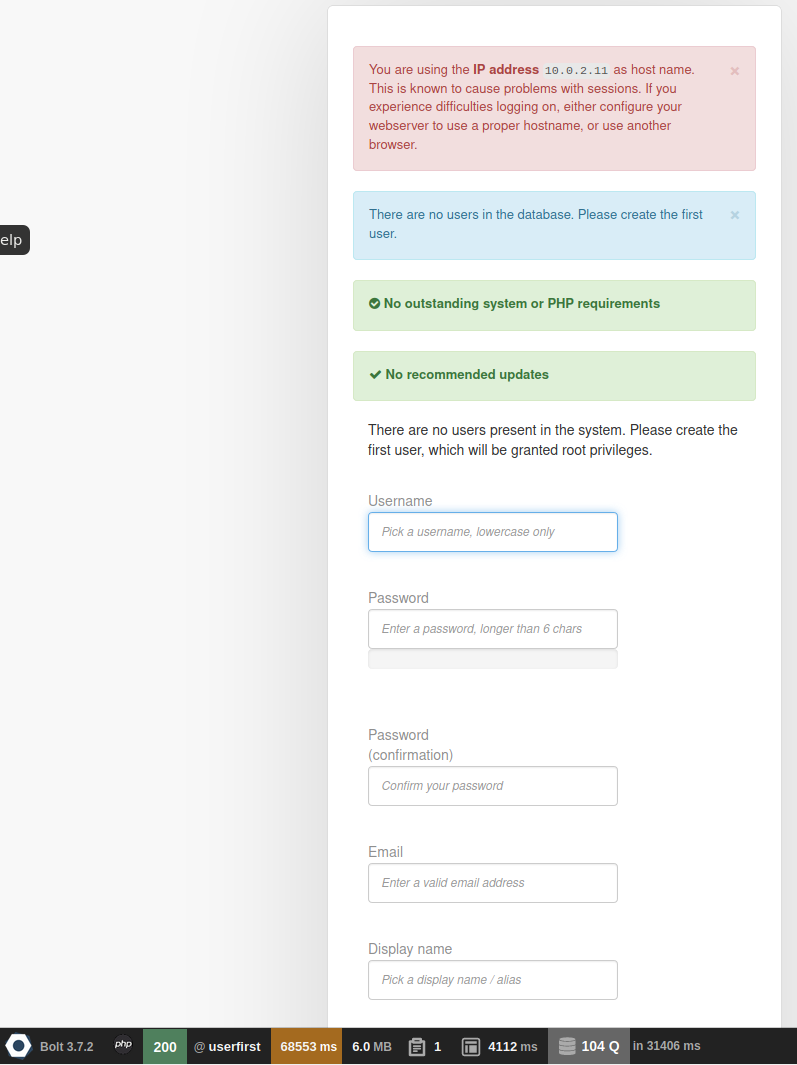 You are using the IP address 10.0.2.11 as host name. ×
This is known to cause problems with sessions. If you
experience difficulties logging on, either configure your
webserver to use a proper hostname, or use another
browser.
There are no users in the database. Please create the first ×
user.
elp
No outstanding system or PHP requirements
No recommended updates
There are no users present in the system. Please create the
first user, which will be granted root privileges.
Username
Pick a username, lowercase only
Password
Enter a password, longer than 6 chars
Password
(confirmation)
Confirm your password
Email
Enter a valid email address
Display name
Pick a display name / alias
Bolt 3.7.2 php 200 @ userfirst 68553 ms 6.0 MB 1 4112 ms 104 Q in 31406 ms